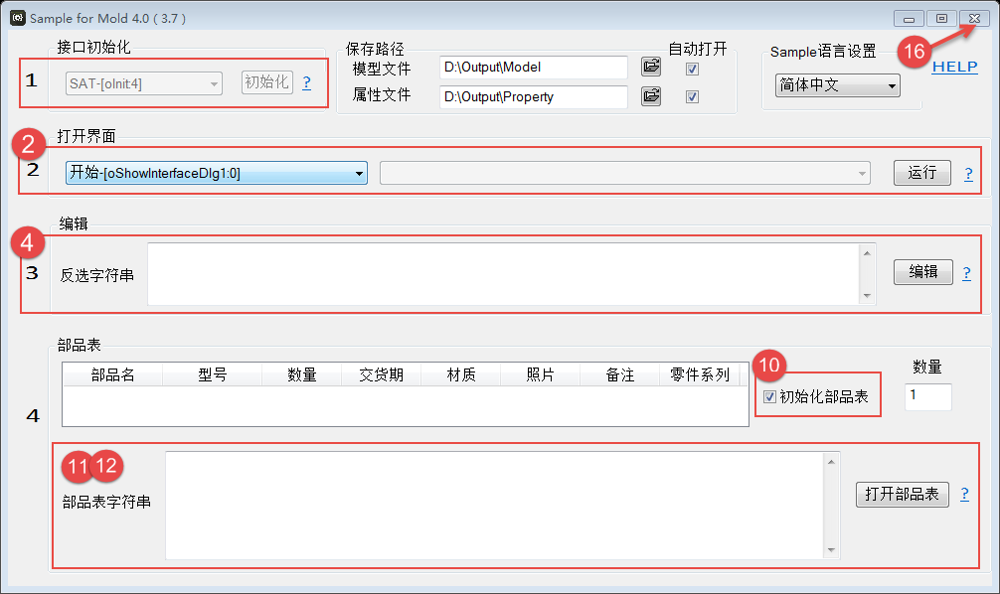 Sample for Mold 4.0 ( 3.7 )
16
接口初始化
1
SAT-[oInit:4]
初始化
?
保存路径
自动打开
模型文件
D:\Output\Model
属性文件
D:\Output\Property
Sample语言设置
简体中文
HELP
2
打开界面
2
开始-[oShowInterfaceDlg1:0]
运行
?
编辑
4
3
反选字符串
编辑
?
部品表
部品名 型号 数量 交货期 材质 照片 备注 零件系列
10
初始化部品表
数量
1
4
11 12
部品表字符串
打开部品表
?